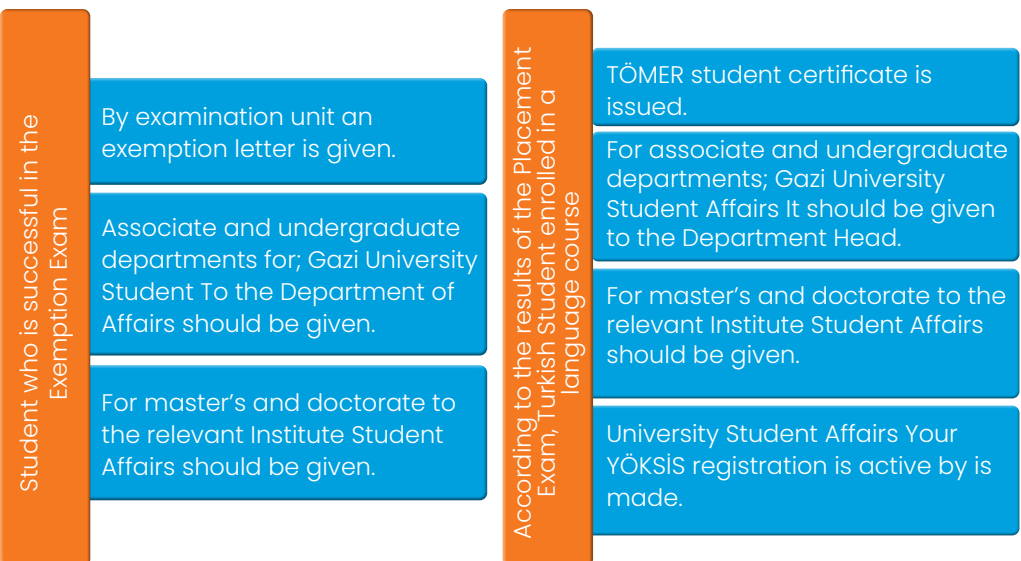 Student who is successful in the
Exemption Exam
By examination unit an
exemption letter is given.
Associate and undergraduate
departments for; Gazi University
Student To the Department of
Affairs should be given.
For master's and doctorate to
the relevant Institute Student
Affairs should be given.
According to the results of the Placement
Exam, Turkish Student enrolled in a
language course
TÖMER student certificate is
issued.
For associate and undergraduate
departments; Gazi University
Student Affairs It should be given
to the Department Head.
For master's and doctorate to the
relevant Institute Student Affairs
should be given.
University Student Affairs Your
YÖKSİS registration is active by is
made.